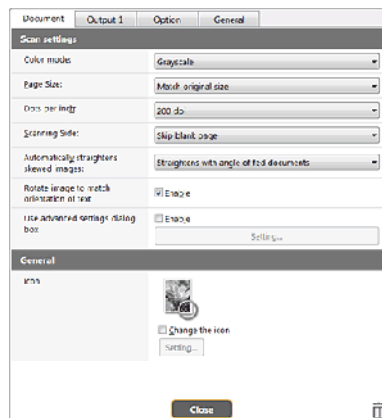 Document
Output 1
Option
General
Scan settings
Color mode:
Grayscale
Page Size:
Match original size
Dots per inch:
200 dpi
Scanning Side:
Skip blank page
Automatically straightens
skewed images:
Straightens with angle of fed documents
Rotate image to match
orientation of text
Enable
Use advanced settings dialog
box
Enable
Setting...
General
Icon
Change the icon
Setting...
Close